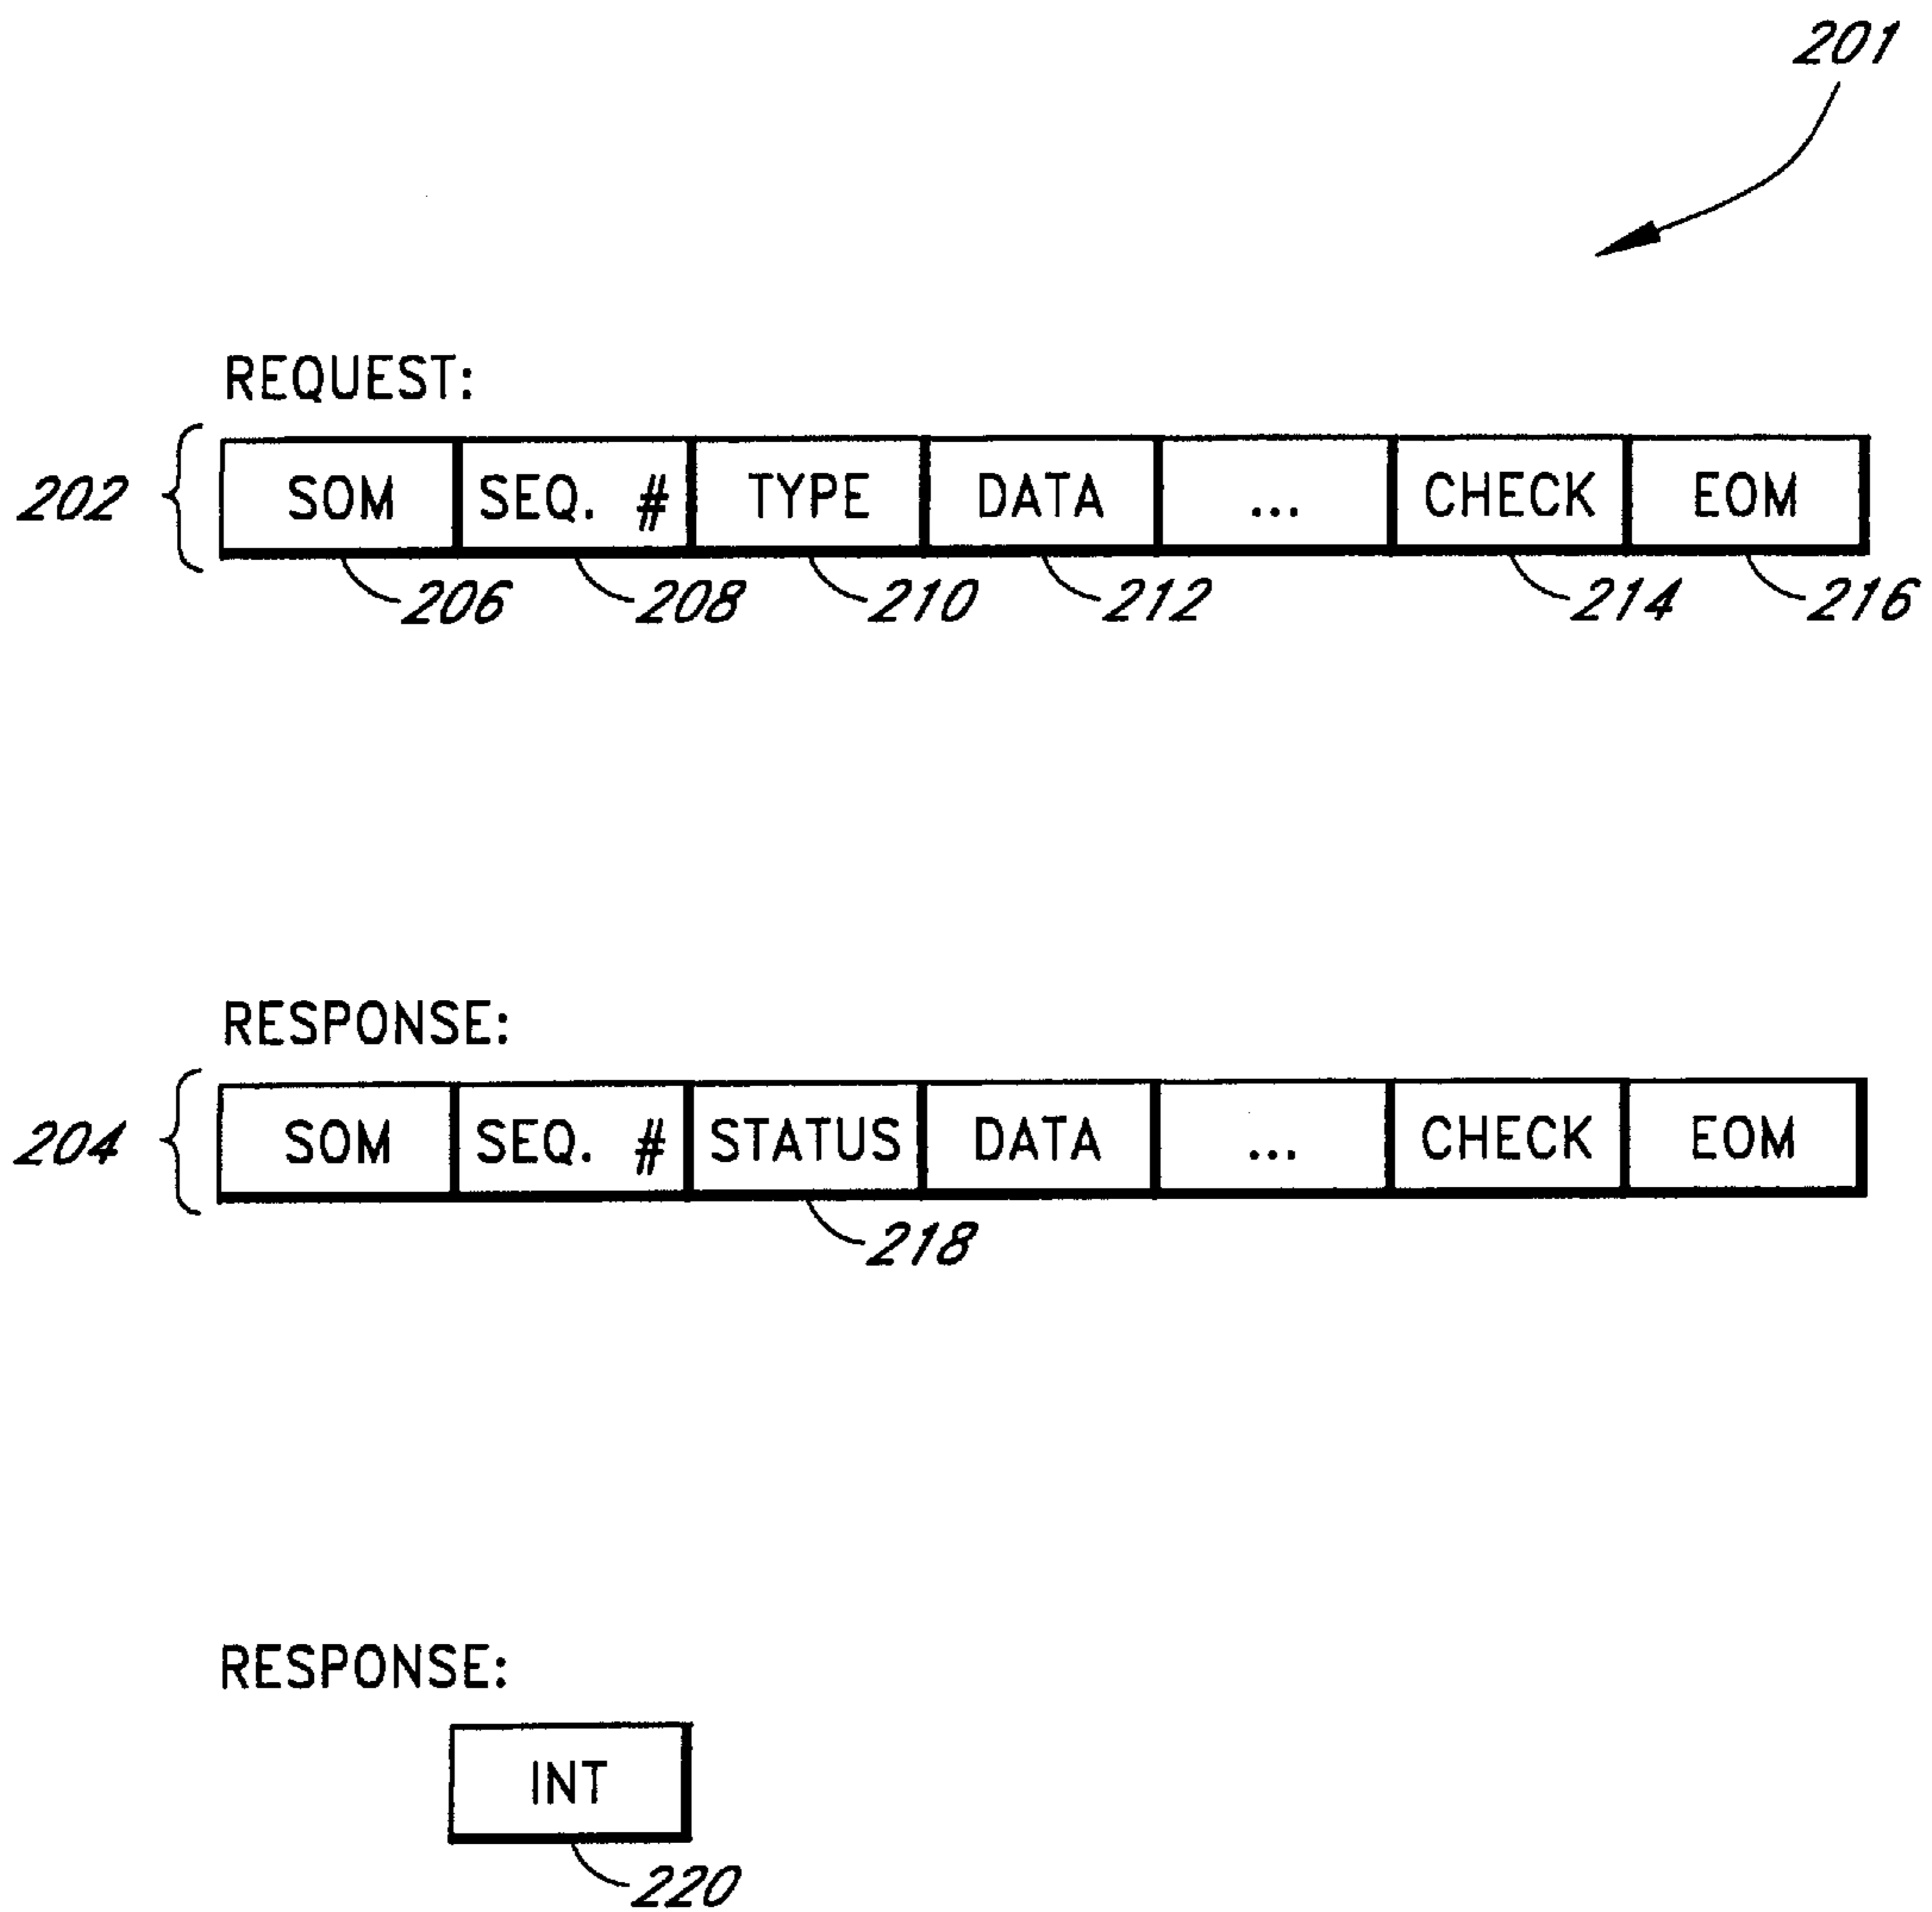 201
REQUEST:
202 SOM SEQ. # TYPE DATA ... CHECK EOM
206 208 210 212 214 216
RESPONSE:
204 SOM SEQ. # STATUS DATA ... CHECK EOM
218
RESPONSE:
INT
220